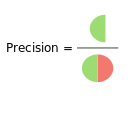 Precision =